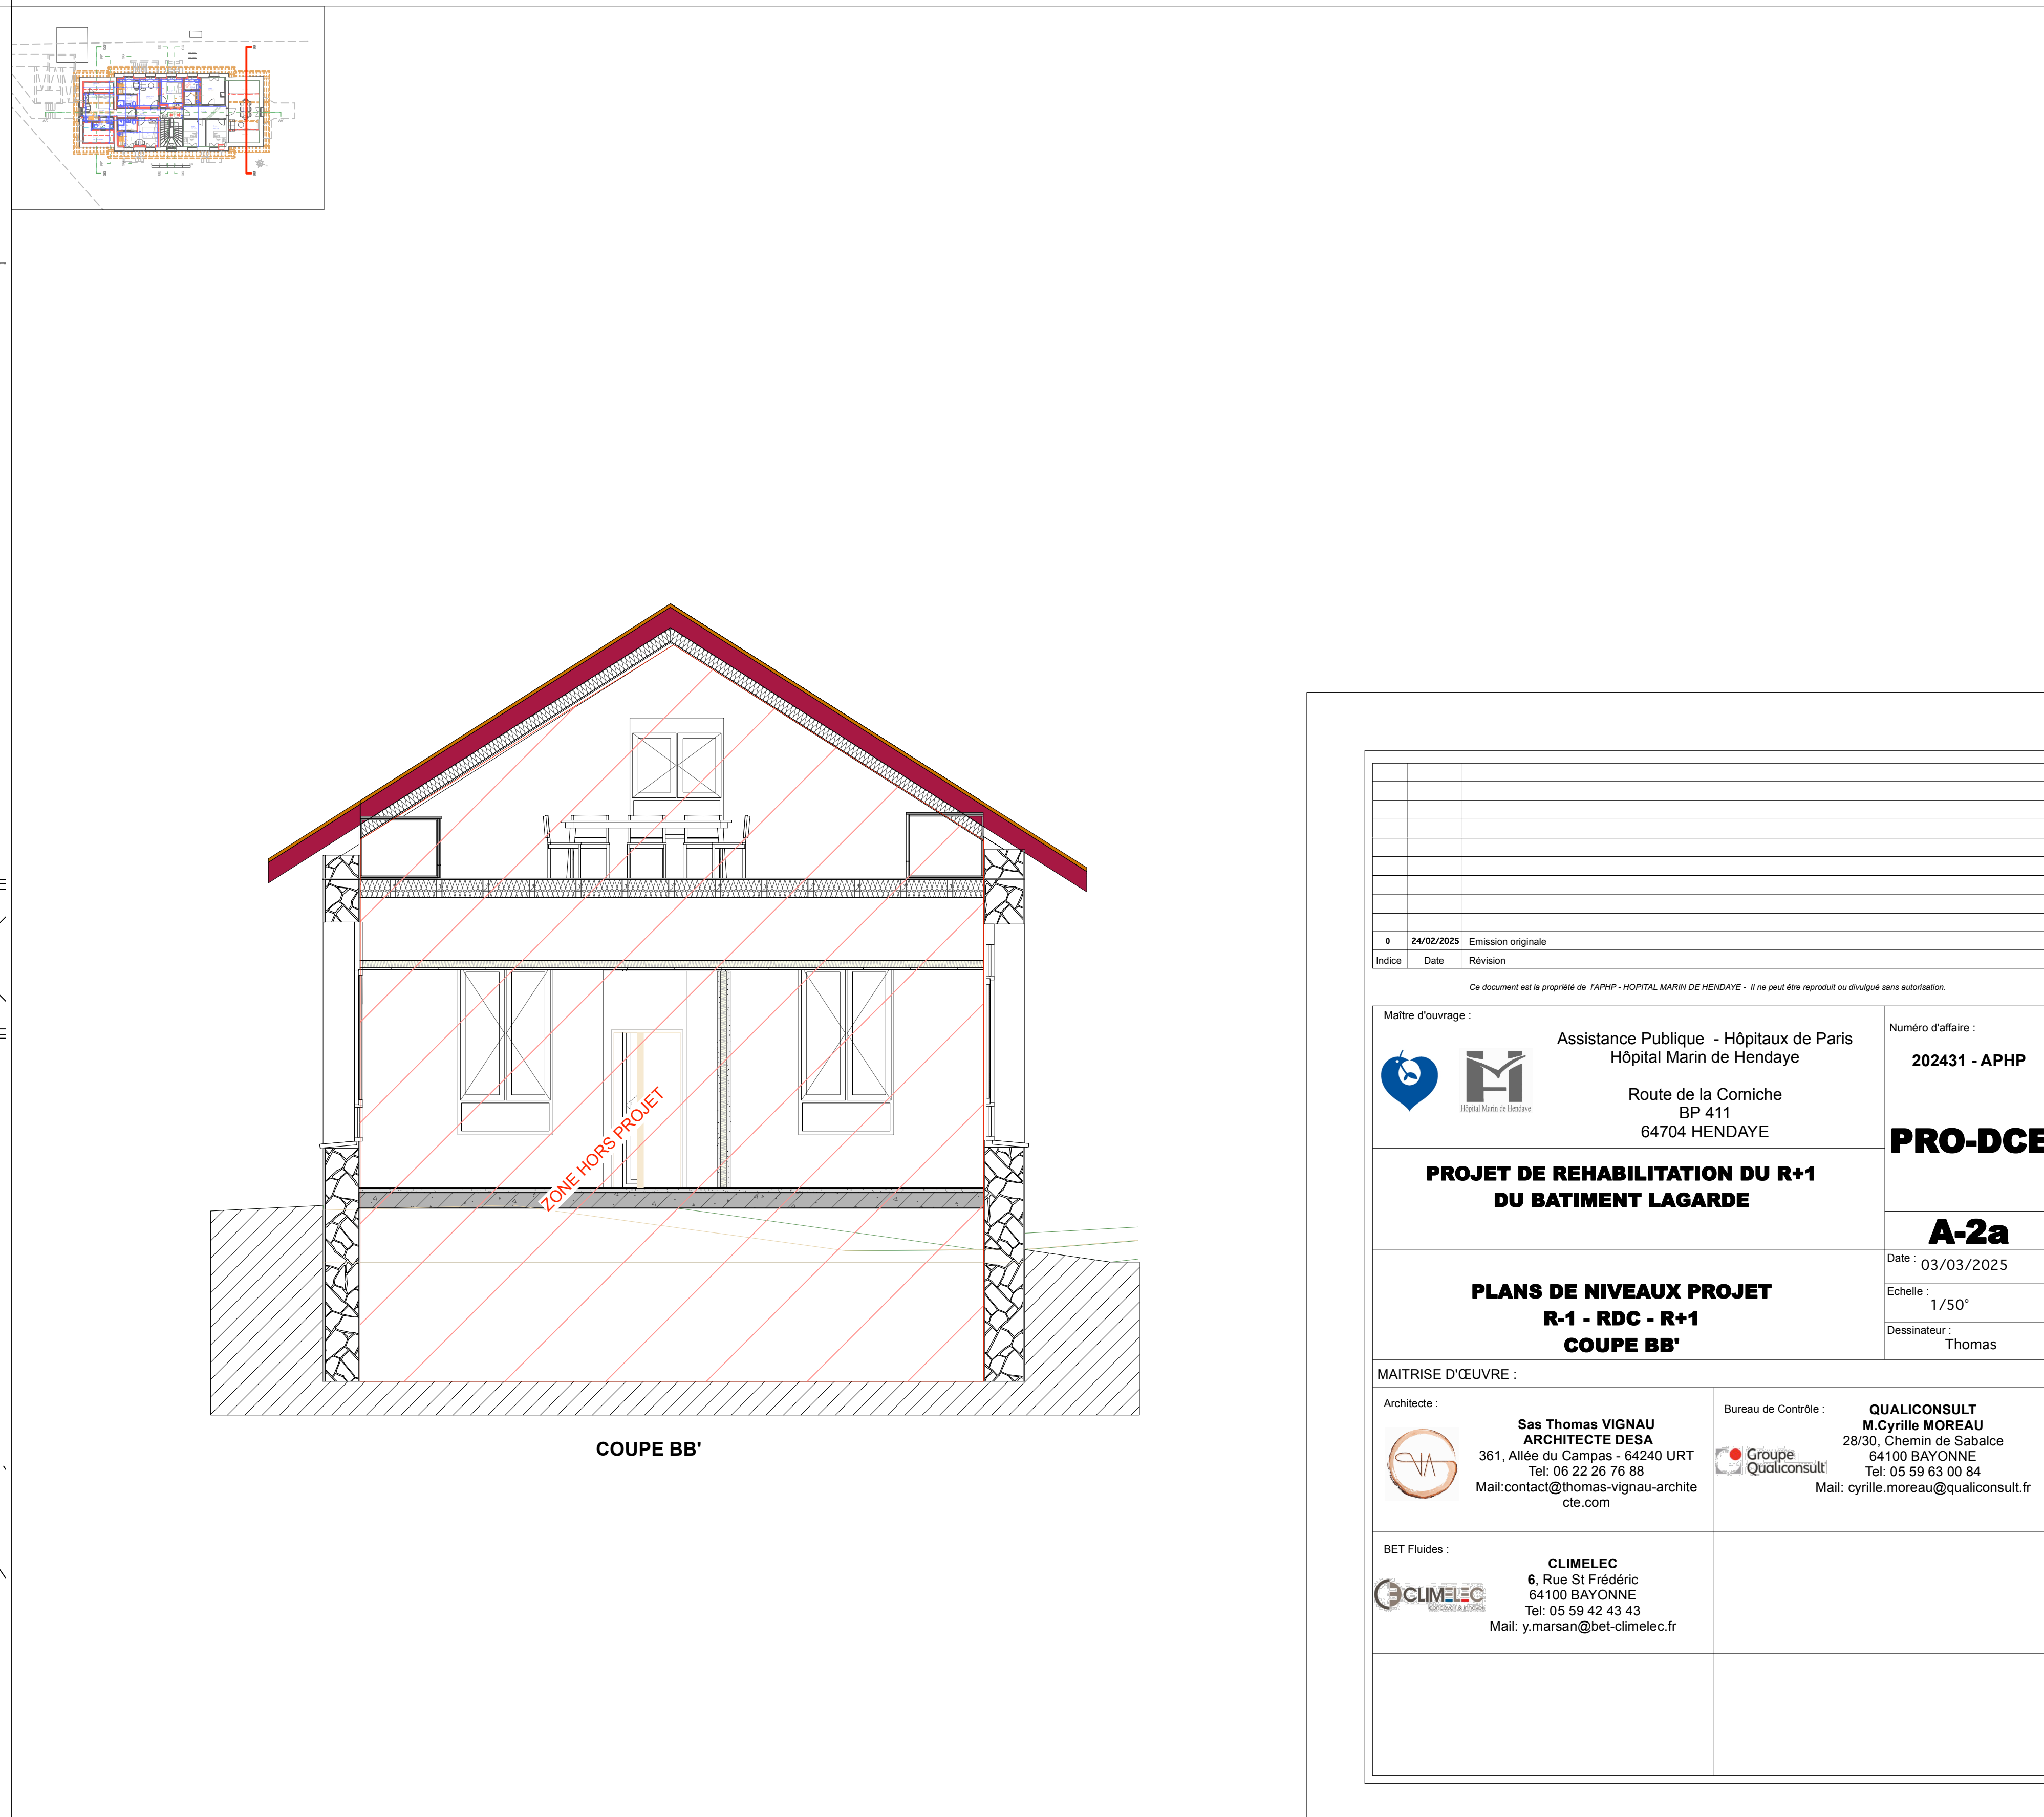 ZONE HORS PROJET
COUPE BB'
0 24/02/2025 Emission originale
Indice Date Révision
Ce document est la propriété de l'APHP - HOPITAL MARIN DE HENDAYE - Il ne peut être reproduit ou divulgué sans autorisation.
Maître d'ouvrage :
Hôpital Marin de Hendaye
Assistance Publique - Hôpitaux de Paris
Hôpital Marin de Hendaye
Route de la Corniche
BP 411
64704 HENDAYE
Numéro d'affaire :
202431 - APHP
PRO-DCE
PROJET DE REHABILITATION DU R+1
DU BATIMENT LAGARDE
A-2a
PLANS DE NIVEAUX PROJET
R-1 - RDC - R+1
COUPE BB'
Date : 03/03/2025
Echelle :
1/50°
Dessinateur :
Thomas
MAITRISE D'ŒUVRE :
Architecte :
Sas Thomas VIGNAU
ARCHITECTE DESA
361, Allée du Campas - 64240 URT
Tel: 06 22 26 76 88
Mail:contact@thomas-vignau-archite
cte.com
Bureau de Contrôle :
Groupe
Qualiconsult
QUALICONSULT
M.Cyrille MOREAU
28/30, Chemin de Sabalce
64100 BAYONNE
Tel: 05 59 63 00 84
Mail: cyrille.moreau@qualiconsult.fr
BET Fluides :
CLIMELEC
CLIMELEC
6, Rue St Frédéric
64100 BAYONNE
Tel: 05 59 42 43 43
Mail: y.marsan@bet-climelec.fr